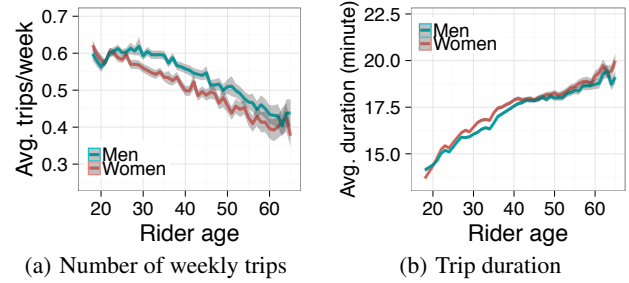 Avg. trips/week
0.7
0.6
0.5
0.4
0.3
Men
Women
20 30 40 50 60
Rider age
(a) Number of weekly trips
Avg. duration (minute)
22.5
20.0
17.5
15.0
Men
Women
20 30 40 50 60
Rider age
(b) Trip duration